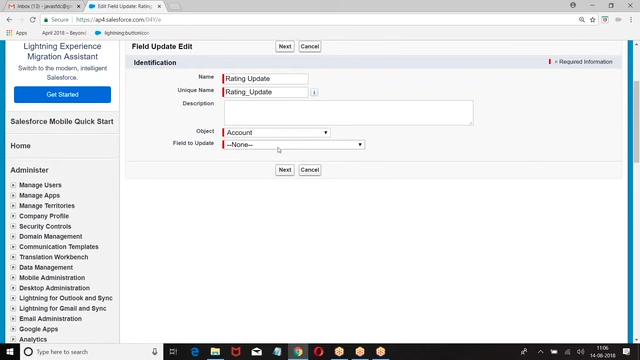 Inbox (13) - javasfdc@g
Edit Field Update: Rating
https://ap4.salesforce.com/04Y/e
Apps
April 2018 – Beyond
lightning:buttonIcon
Lightning Experience
Migration Assistant
Switch to the modern, intelligent
Salesforce.
Get Started
Salesforce Mobile Quick Start
Home
Administer
Manage Users
Manage Apps
Manage Territories
Company Profile
Security Controls
Domain Management
Communication Templates
Translation Workbench
Data Management
Mobile Administration
Desktop Administration
Lightning for Outlook and Sync
Lightning for Gmail and Sync
Email Administration
Google Apps
Analytics
Field Update Edit
Next
Cancel
Identification
= Required Information
Name
Rating Update
Unique Name
Rating_Update
Description
Object
Account
Field to Update
--None--
Next
Cancel
Type here to search
11:06
14-08-2018